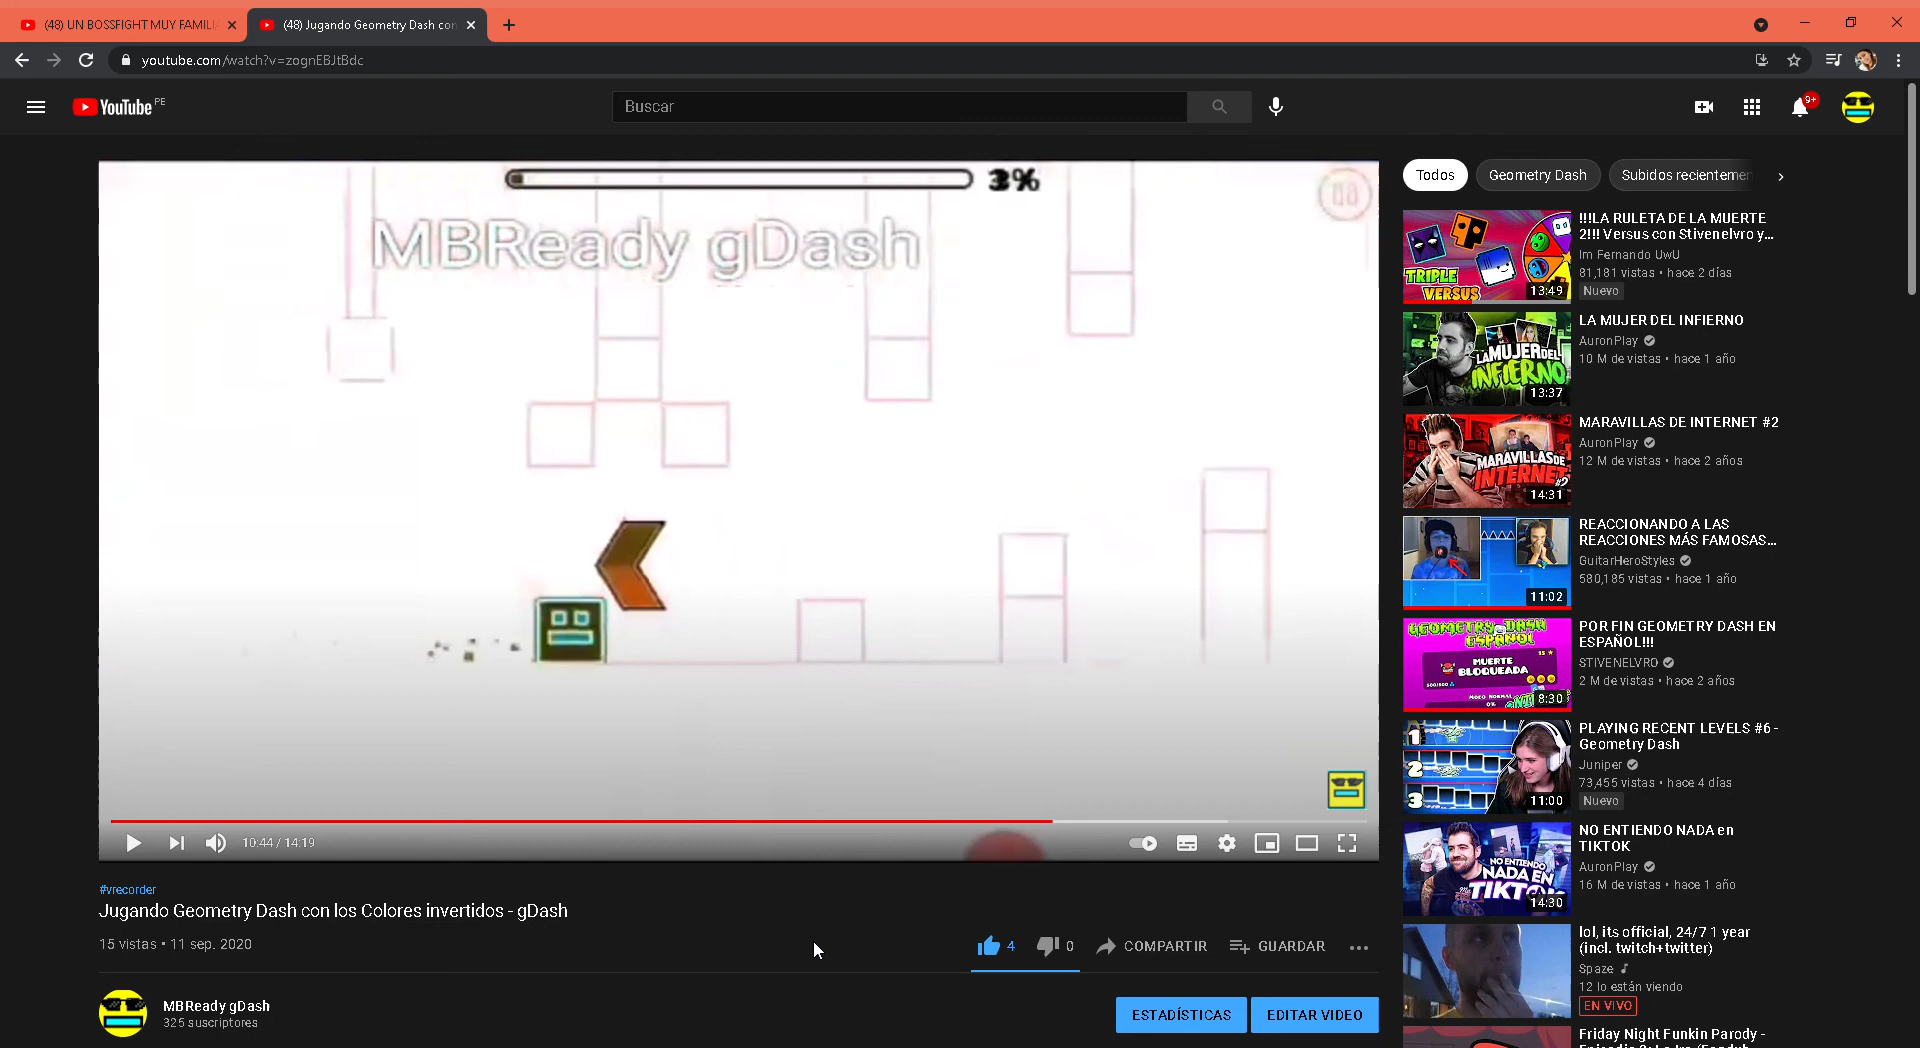 (48) UN BOSSFIGHT MUY FAMILI
(48) Jugando Geometry Dash con
youtube.com/watch?v=zognEBJtBdc
YouTube PE
Buscar
9+
3%
MBReady gDash
10:44 / 14:19
#vrecorder
Jugando Geometry Dash con los Colores invertidos - gDash
15 vistas • 11 sep. 2020
4
0
COMPARTIR
GUARDAR
MBReady gDash
325 suscriptores
ESTADÍSTICAS
EDITAR VIDEO
Todos
Geometry Dash
Subidos recientemen
TRIPLE
VERSUS
13:49
!!!LA RULETA DE LA MUERTE
2!!! Versus con Stivenelvro y...
Im Fernando UwU
81,181 vistas • hace 2 días
Nuevo
LA MUJER DEL
INFIERNO
13:37
LA MUJER DEL INFIERNO
AuronPlay
10 M de vistas • hace 1 año
MARAVILLAS DE
INTERNET #2
14:31
MARAVILLAS DE INTERNET #2
AuronPlay
12 M de vistas • hace 2 años
11:02
REACCIONANDO A LAS
REACCIONES MÁS FAMOSAS...
GuitarHeroStyles
580,185 vistas • hace 1 año
GEOMETRY DASH
ESPAÑOL
MUERTE
BLOQUEADA
MODO NORMAL
0%
8:30
POR FIN GEOMETRY DASH EN
ESPAÑOL!!!
STIVENELVRO
2 M de vistas • hace 2 años
1
2
3
11:00
PLAYING RECENT LEVELS #6 -
Geometry Dash
Juniper
73,455 vistas • hace 4 días
Nuevo
NO ENTIENDO
NADA EN
TIKTOK
14:30
NO ENTIENDO NADA en
TIKTOK
AuronPlay
16 M de vistas • hace 1 año
lol, its official, 24/7 1 year
(incl. twitch+twitter)
Spaze
12 lo están viendo
EN VIVO
Friday Night Funkin Parody -